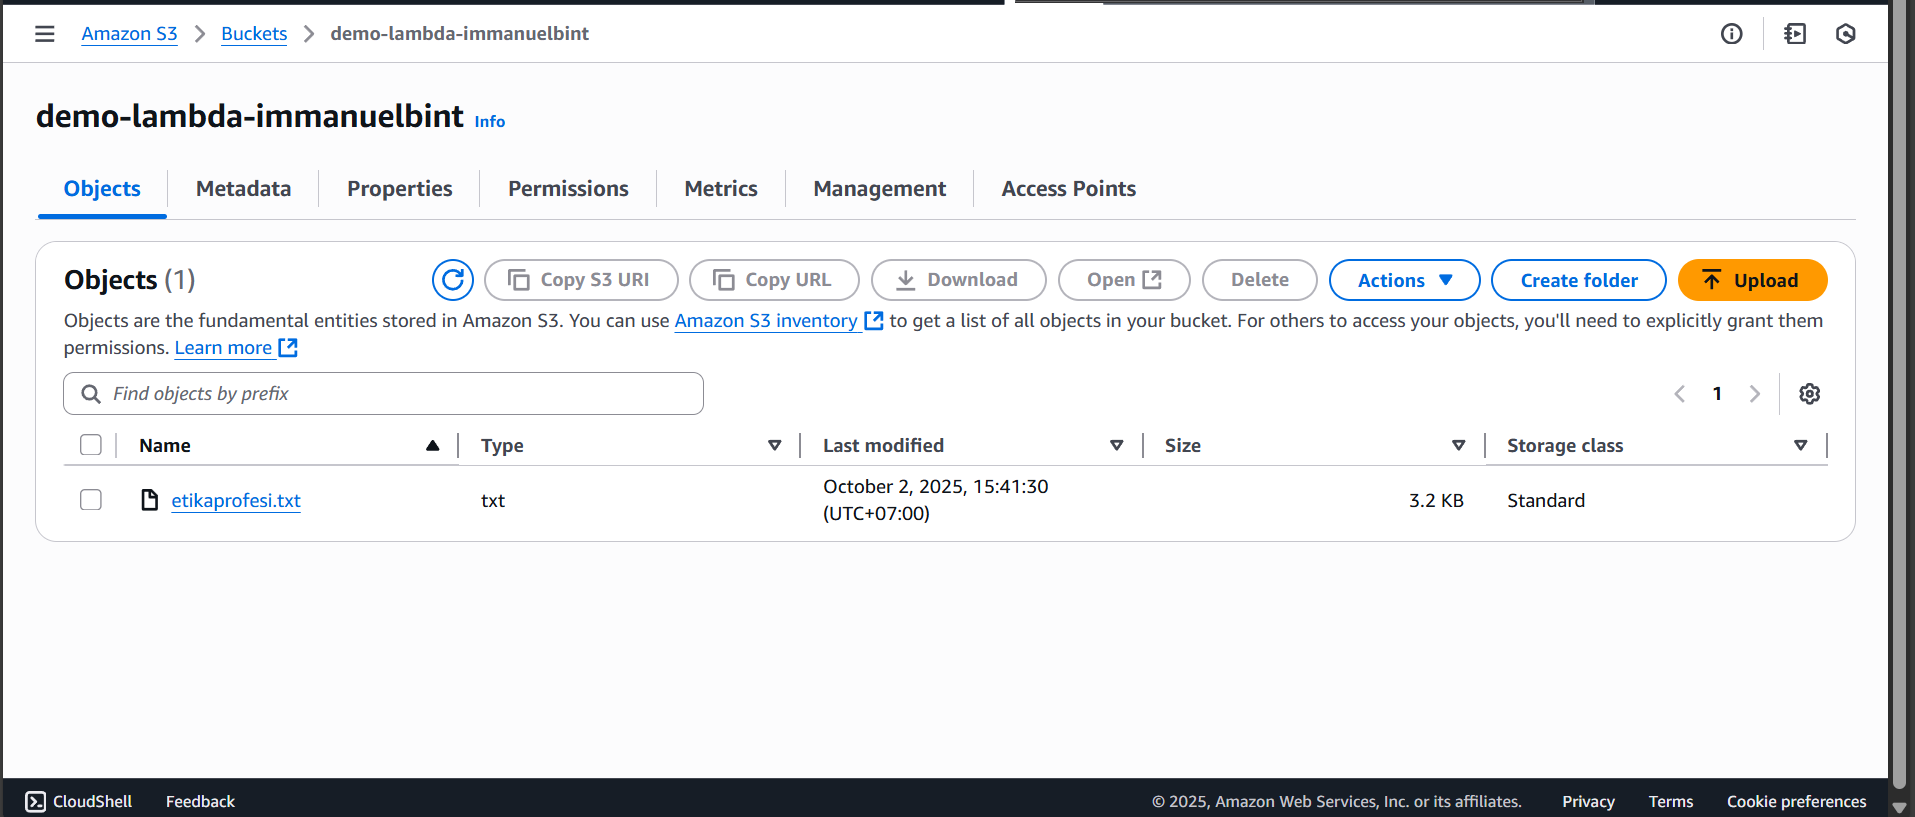 Amazon S3 > Buckets > demo-lambda-immanuelbint
demo-lambda-immanuelbint Info
Objects Metadata Properties Permissions Metrics Management Access Points
Objects (1) Copy S3 URI Copy URL Download Open Delete Actions Create folder Upload
Objects are the fundamental entities stored in Amazon S3. You can use Amazon S3 inventory to get a list of all objects in your bucket. For others to access your objects, you'll need to explicitly grant them
permissions. Learn more
Find objects by prefix
1
Name Type Last modified Size Storage class
etikaprofesi.txt txt October 2, 2025, 15:41:30 (UTC+07:00) 3.2 KB Standard
CloudShell Feedback © 2025, Amazon Web Services, Inc. or its affiliates. Privacy Terms Cookie preferences